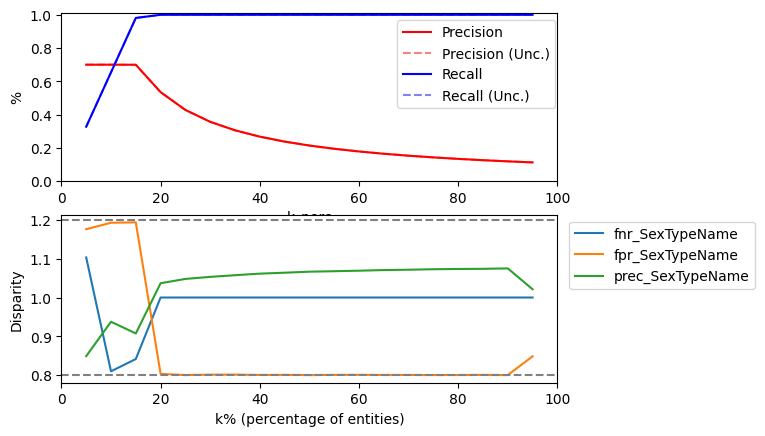 1.0
0.8
0.6
0.4
0.2
0.0
%
Precision
Precision (Unc.)
Recall
Recall (Unc.)
0 20 40 60 80 100
1.2
1.1
1.0
0.9
0.8
Disparity
fnr_SexTypeName
fpr_SexTypeName
prec_SexTypeName
0 20 40 60 80 100
k% (percentage of entities)